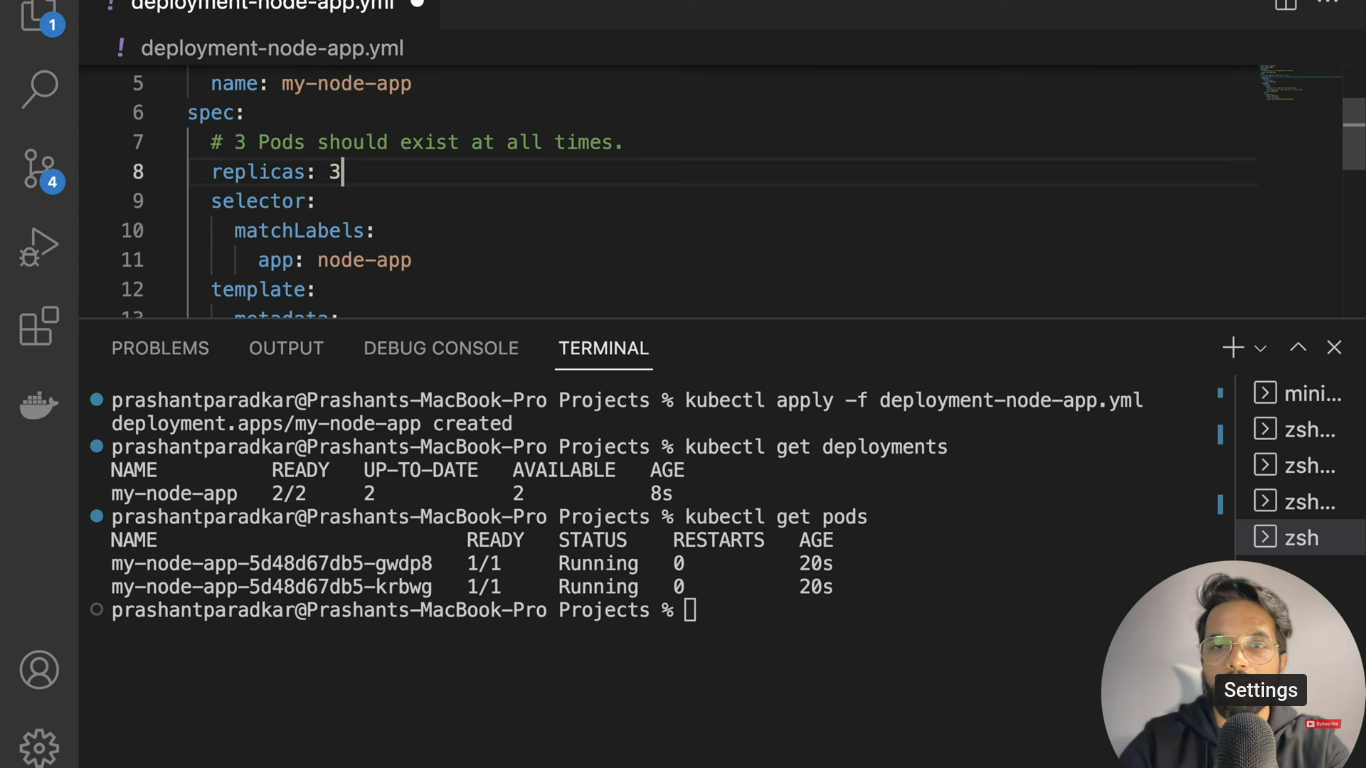 deployment-node-app.yml
deployment-node-app.yml
1
4
5 name: my-node-app
6 spec:
7 # 3 Pods should exist at all times.
8 replicas: 3
9 selector:
10 matchLabels:
11 app: node-app
12 template:
13 metadata:
PROBLEMS OUTPUT DEBUG CONSOLE TERMINAL
prashantparadkar@Prashants-MacBook-Pro Projects % kubectl apply -f deployment-node-app.yml
deployment.apps/my-node-app created
prashantparadkar@Prashants-MacBook-Pro Projects % kubectl get deployments
NAME READY UP-TO-DATE AVAILABLE AGE
my-node-app 2/2 2 2 8s
prashantparadkar@Prashants-MacBook-Pro Projects % kubectl get pods
NAME READY STATUS RESTARTS AGE
my-node-app-5d48d67db5-gwdp8 1/1 Running 0 20s
my-node-app-5d48d67db5-krbwg 1/1 Running 0 20s
prashantparadkar@Prashants-MacBook-Pro Projects %
mini...
zsh...
zsh...
zsh...
zsh
Settings
Subscribe